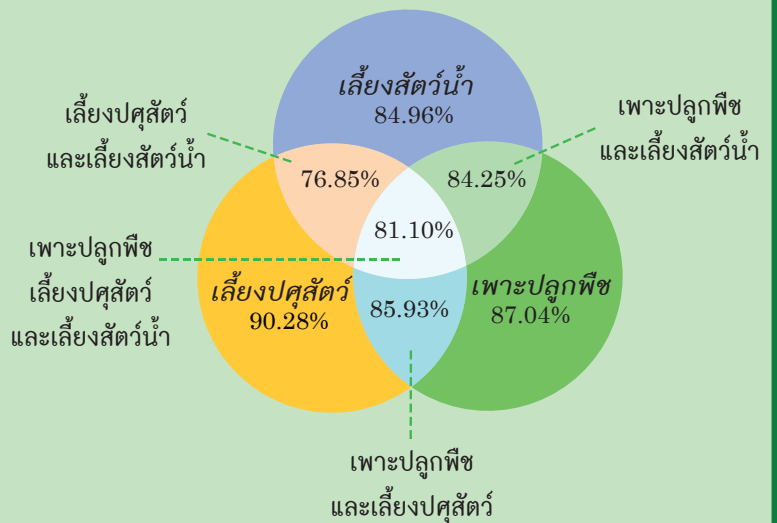 เลี้ยงสัตว์น้ำ
84.96%
เลี้ยงปศุสัตว์
และเลี้ยงสัตว์น้ำ
เพาะปลูกพืช
และเลี้ยงสัตว์น้ำ
76.85%
84.25%
81.10%
เพาะปลูกพืช
เลี้ยงปศุสัตว์
และเลี้ยงสัตว์น้ำ
เลี้ยงปศุสัตว์
90.28%
85.93%
เพาะปลูกพืช
87.04%
เพาะปลูกพืช
และเลี้ยงปศุสัตว์